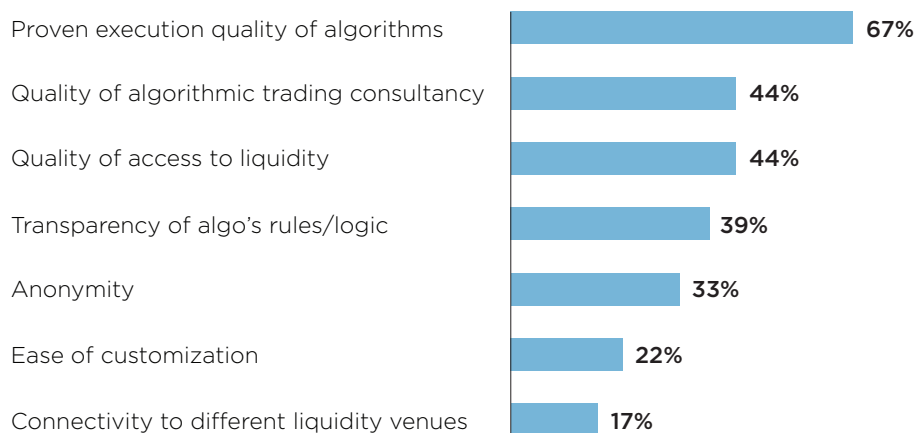 Proven execution quality of algorithms 67%
Quality of algorithmic trading consultancy 44%
Quality of access to liquidity 44%
Transparency of algo’s rules/logic 39%
Anonymity 33%
Ease of customization 22%
Connectivity to different liquidity venues 17%